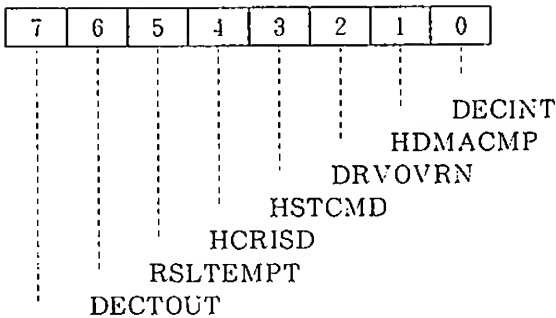 7 6 5 4 3 2 1 0
DECINT
HDMACMP
DRVOVRN
HSTCMD
HCRISD
RSLTEMPT
DECTOUT